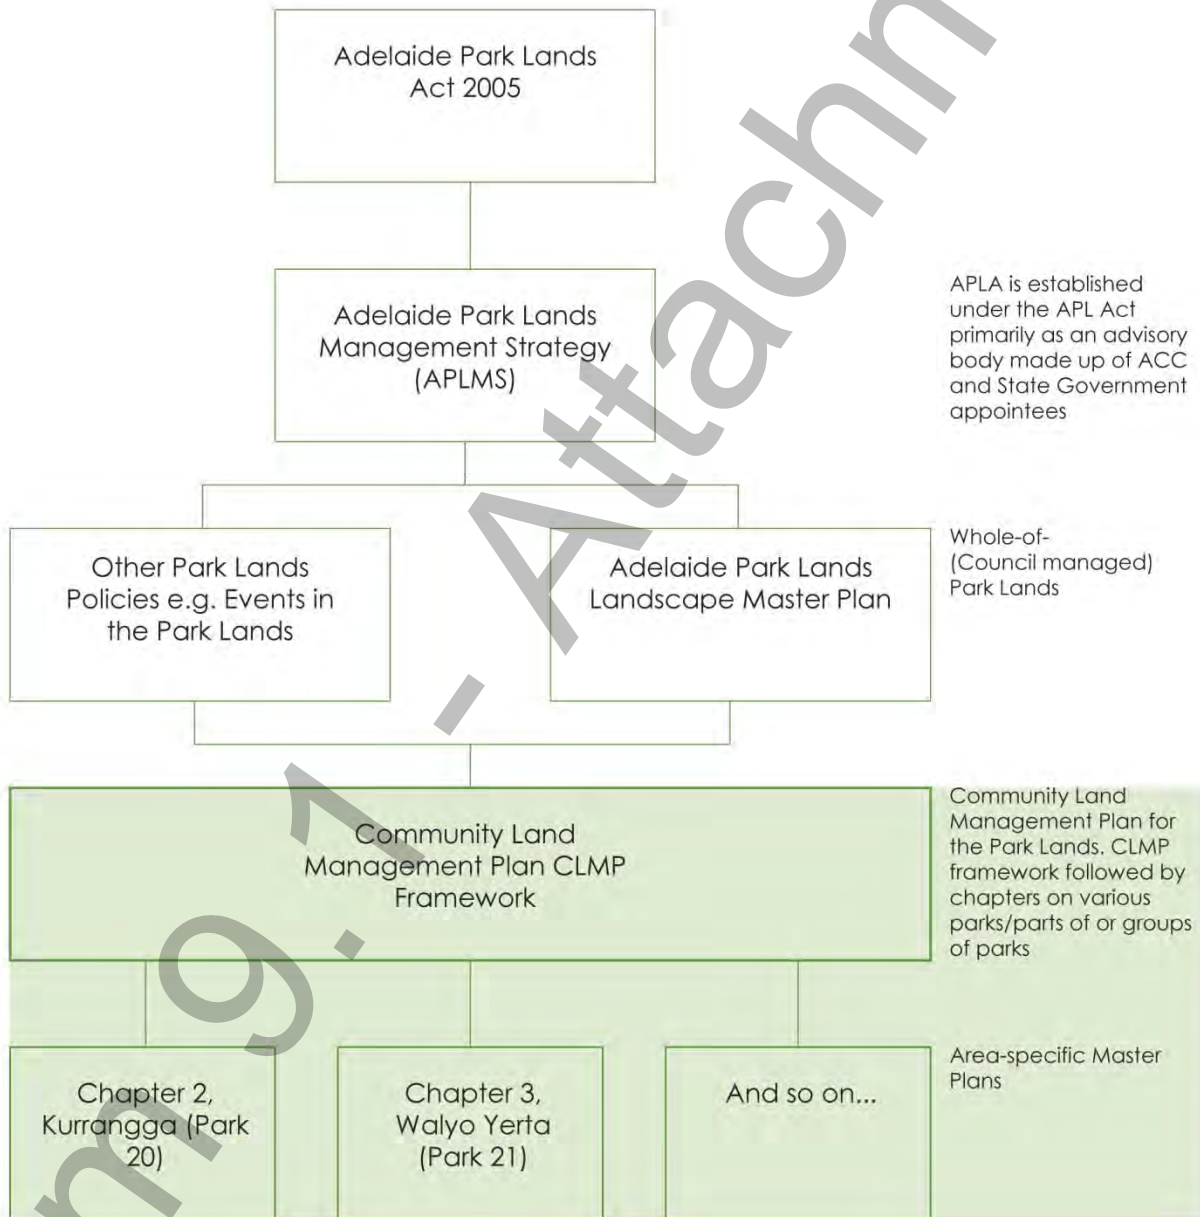 Adelaide Park Lands
Act 2005
Adelaide Park Lands
Management Strategy
(APLMS)
APLA is established
under the APL Act
primarily as an advisory
body made up of ACC
and State Government
appointees
Other Park Lands
Policies e.g. Events in
the Park Lands
Adelaide Park Lands
Landscape Master Plan
Whole-of-
(Council managed)
Park Lands
Community Land
Management Plan CLMP
Framework
Community Land
Management Plan for
the Park Lands. CLMP
framework followed by
chapters on various
parks/parts of or groups
of parks
Chapter 2,
Kurrangga (Park
20)
Chapter 3,
Walyo Yerta
(Park 21)
And so on...
Area-specific Master
Plans
m 9.1 - Attachm